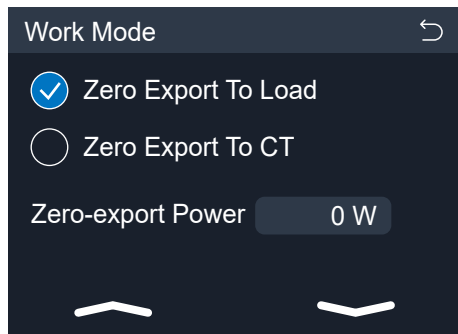 Work Mode
Zero Export To Load
Zero Export To CT
Zero-export Power 0 W